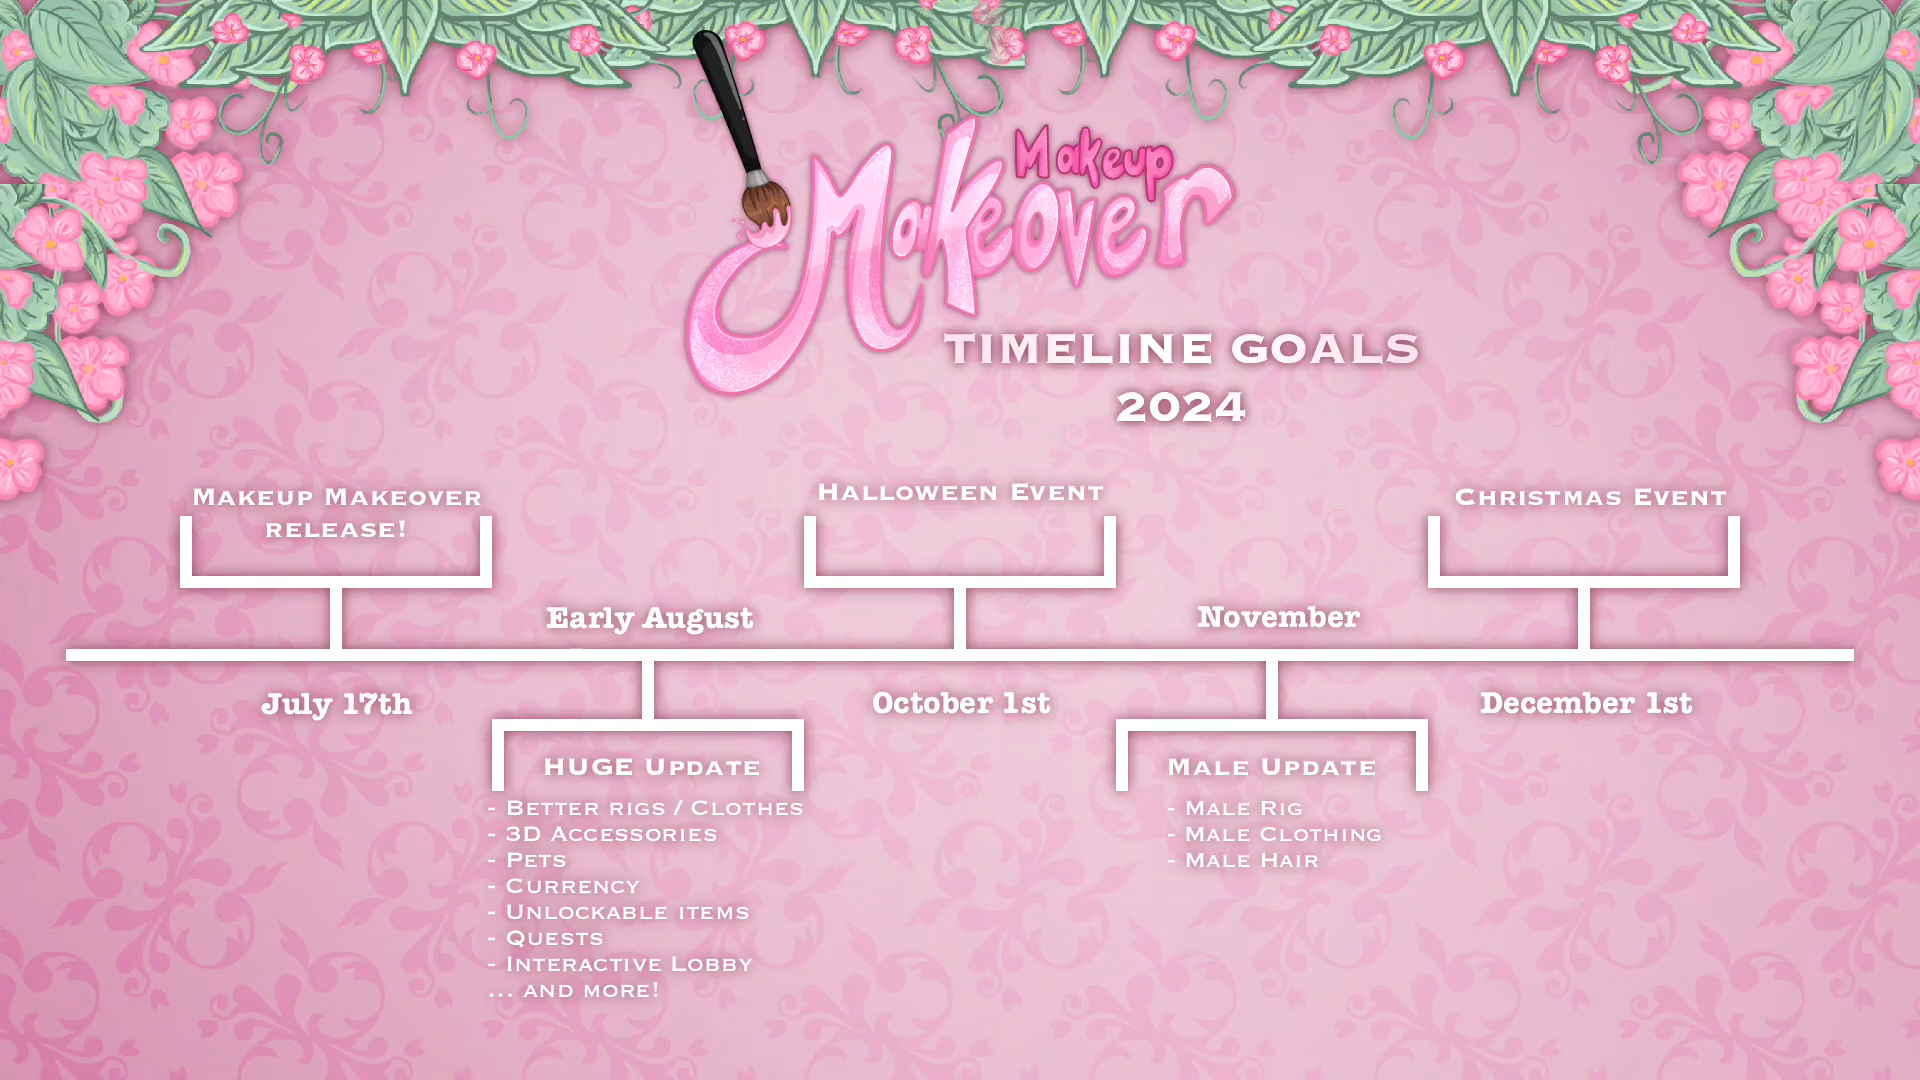 Makeup
Makeover
TIMELINE GOALS
2024
Makeup Makeover
release!
Halloween Event
Christmas Event
Early August
November
July 17th
October 1st
December 1st
HUGE Update
- Better rigs / Clothes
- 3D Accessories
- Pets
- Currency
- Unlockable items
- Quests
- Interactive Lobby
... and more!
Male Update
- Male Rig
- Male Clothing
- Male Hair